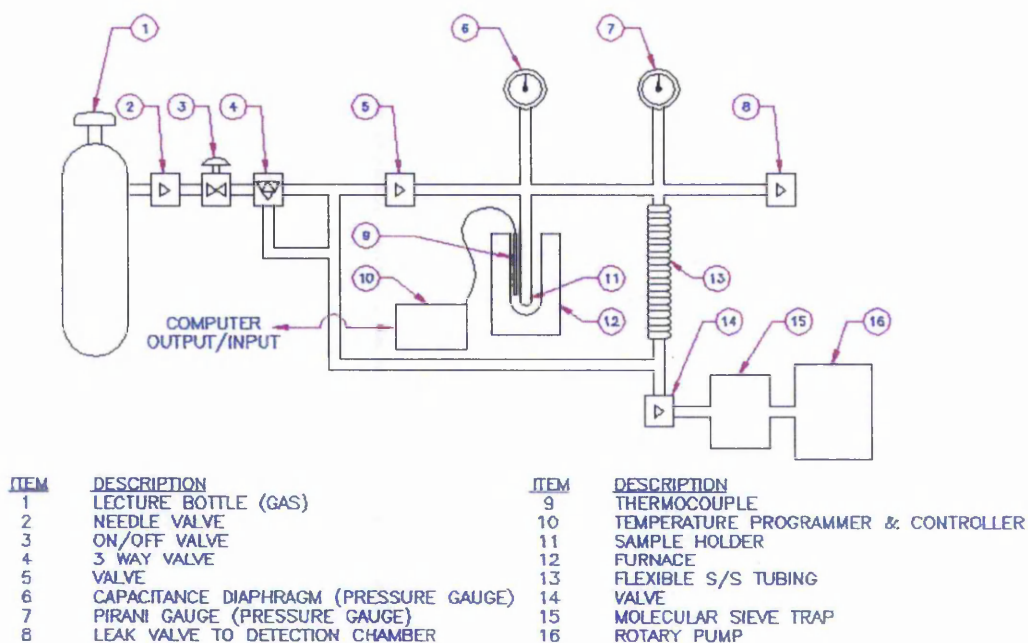 1
6
7
2
3
4
5
8
9
10
11
12
13
14
15
16
COMPUTER
OUTPUT/INPUT
ITEM DESCRIPTION
1 LECTURE BOTTLE (GAS)
2 NEEDLE VALVE
3 ON/OFF VALVE
4 3 WAY VALVE
5 VALVE
6 CAPACITANCE DIAPHRAGM (PRESSURE GAUGE)
7 PIRANI GAUGE (PRESSURE GAUGE)
8 LEAK VALVE TO DETECTION CHAMBER
ITEM DESCRIPTION
9 THERMOCOUPLE
10 TEMPERATURE PROGRAMMER & CONTROLLER
11 SAMPLE HOLDER
12 FURNACE
13 FLEXIBLE S/S TUBING
14 VALVE
15 MOLECULAR SIEVE TRAP
16 ROTARY PUMP